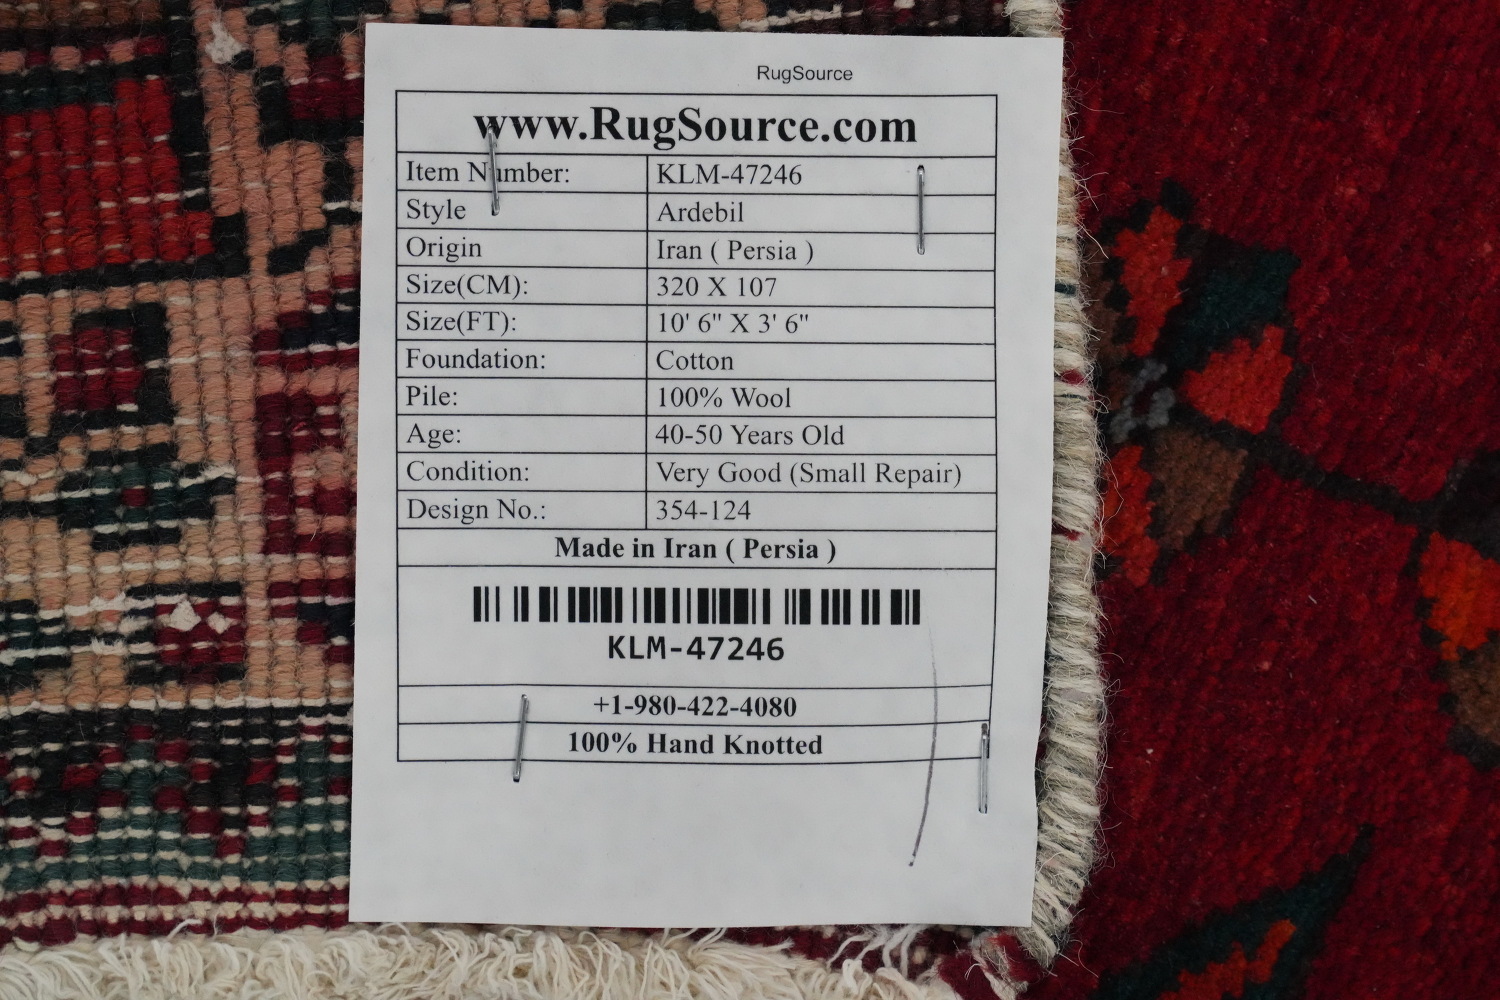 RugSource
www.RugSource.com
Item Number: KLM-47246
Style Ardebil
Origin Iran ( Persia )
Size(CM): 320 X 107
Size(FT): 10' 6" X 3' 6"
Foundation: Cotton
Pile: 100% Wool
Age: 40-50 Years Old
Condition: Very Good (Small Repair)
Design No.: 354-124
Made in Iran ( Persia )
KLM-47246
+1-980-422-4080
100% Hand Knotted